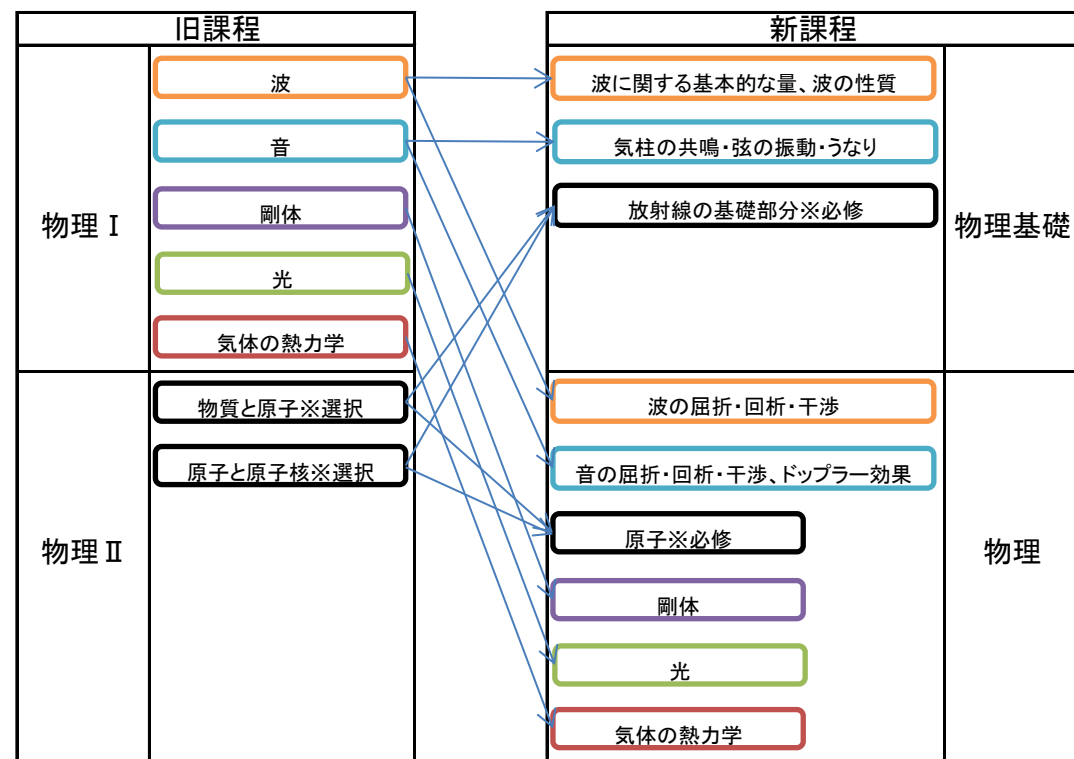 旧課程
新課程
物理Ⅰ
波
音
剛体
光
気体の熱力学
波に関する基本的な量、波の性質
気柱の共鳴・弦の振動・うなり
放射線の基礎部分※必修
物理基礎
物理Ⅱ
物質と原子※選択
原子と原子核※選択
波の屈折・回析・干渉
音の屈折・回析・干渉、ドップラー効果
原子※必修
剛体
光
気体の熱力学
物理